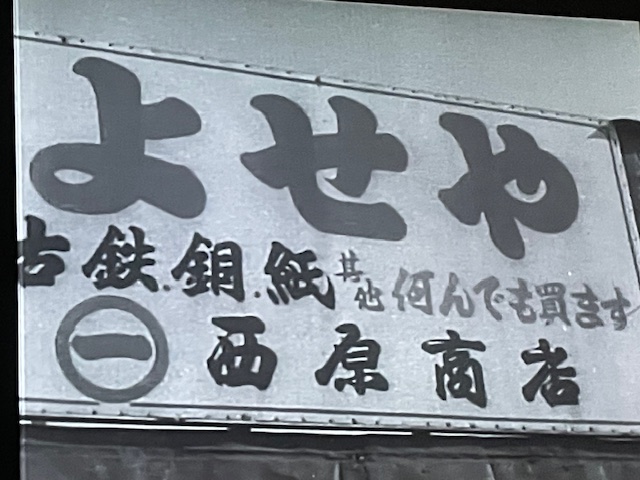 よせや
古鉄.銅.紙 其他 何んでも買ます
㊀ 西原商店